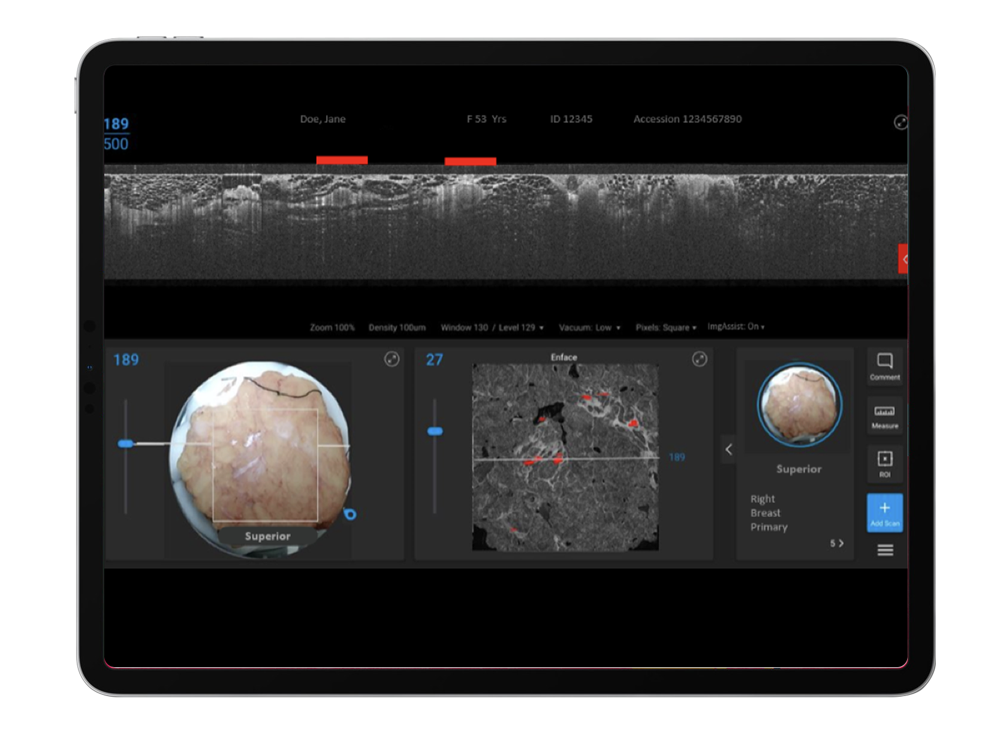 189
500
Doe, Jane F 53 Yrs ID 12345 Accession 1234567890
Zoom 100% Density 100um Window 130 / Level 129 Vacuum: Low Pixels: Square ImgAssist: On
189
Superior
27
Enface
189
Superior
Right
Breast
Primary
5
Comment
Measure
ROI
Add Scan